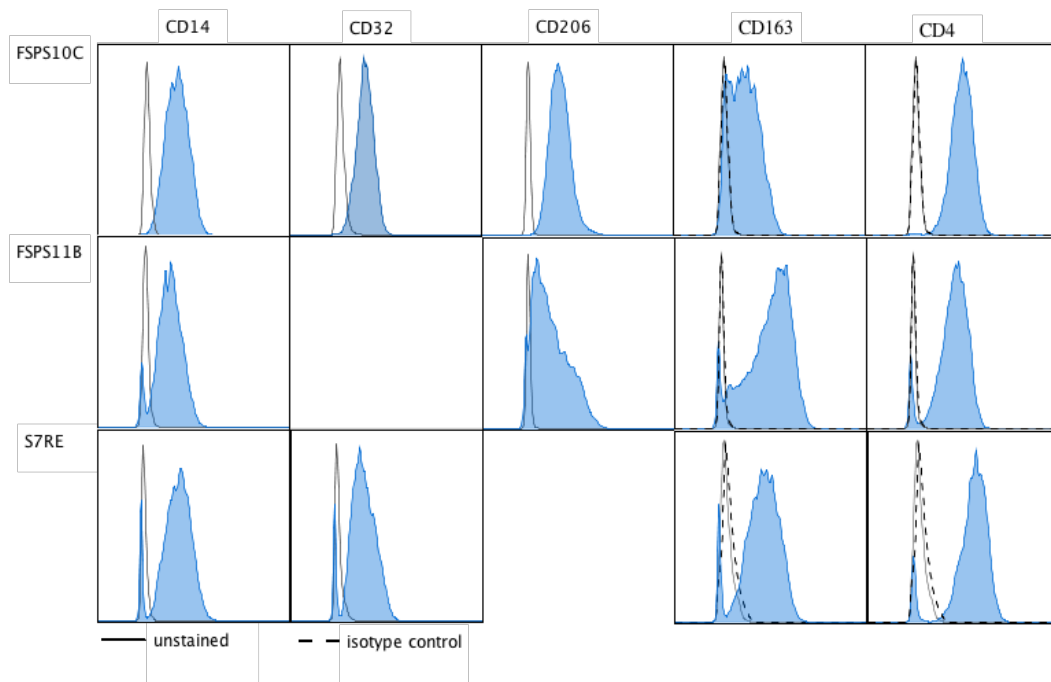 CD14 CD32 CD206 CD163 CD4
FSPS10C
FSPS11B
S7RE
unstained isotype control